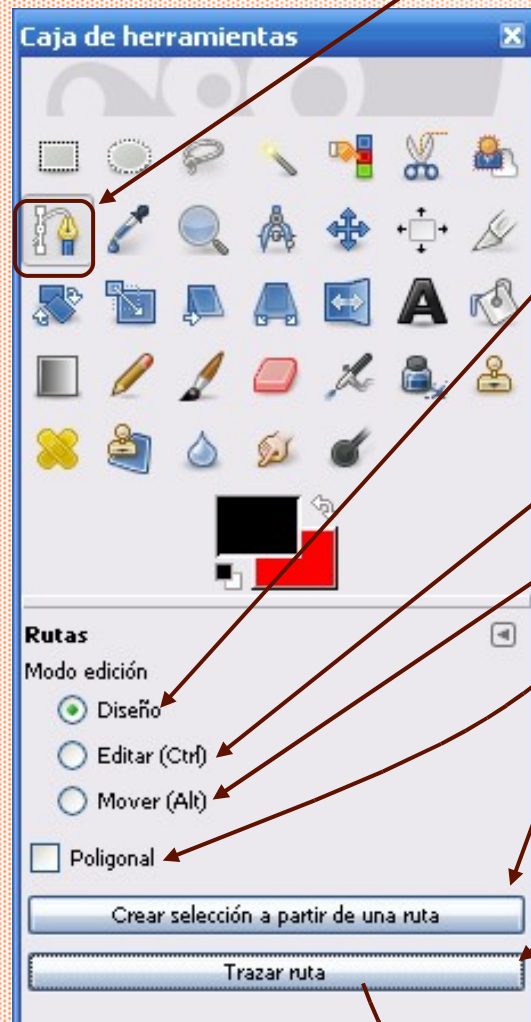 Caja de herramientas
Rutas
Modo edición
Diseño
Editar (Ctrl)
Mover (Alt)
Poligonal
Crear selección a partir de una ruta
Trazar ruta